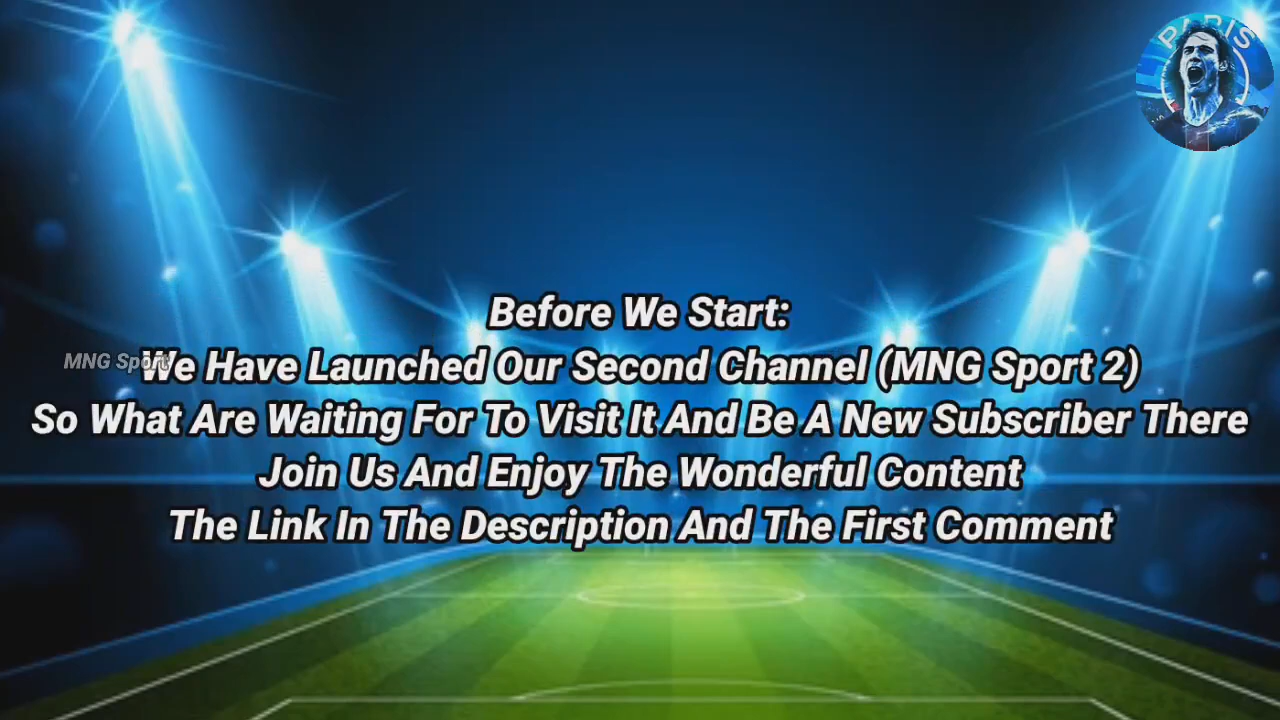 PARIS
Before We Start:
MNG Sport
We Have Launched Our Second Channel (MNG Sport 2)
So What Are Waiting For To Visit It And Be A New Subscriber There
Join Us And Enjoy The Wonderful Content
The Link In The Description And The First Comment